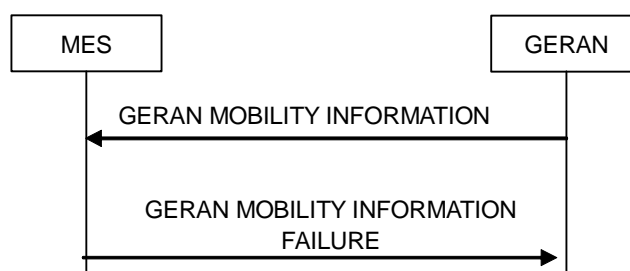 MES
GERAN
GERAN MOBILITY INFORMATION
GERAN MOBILITY INFORMATION
FAILURE